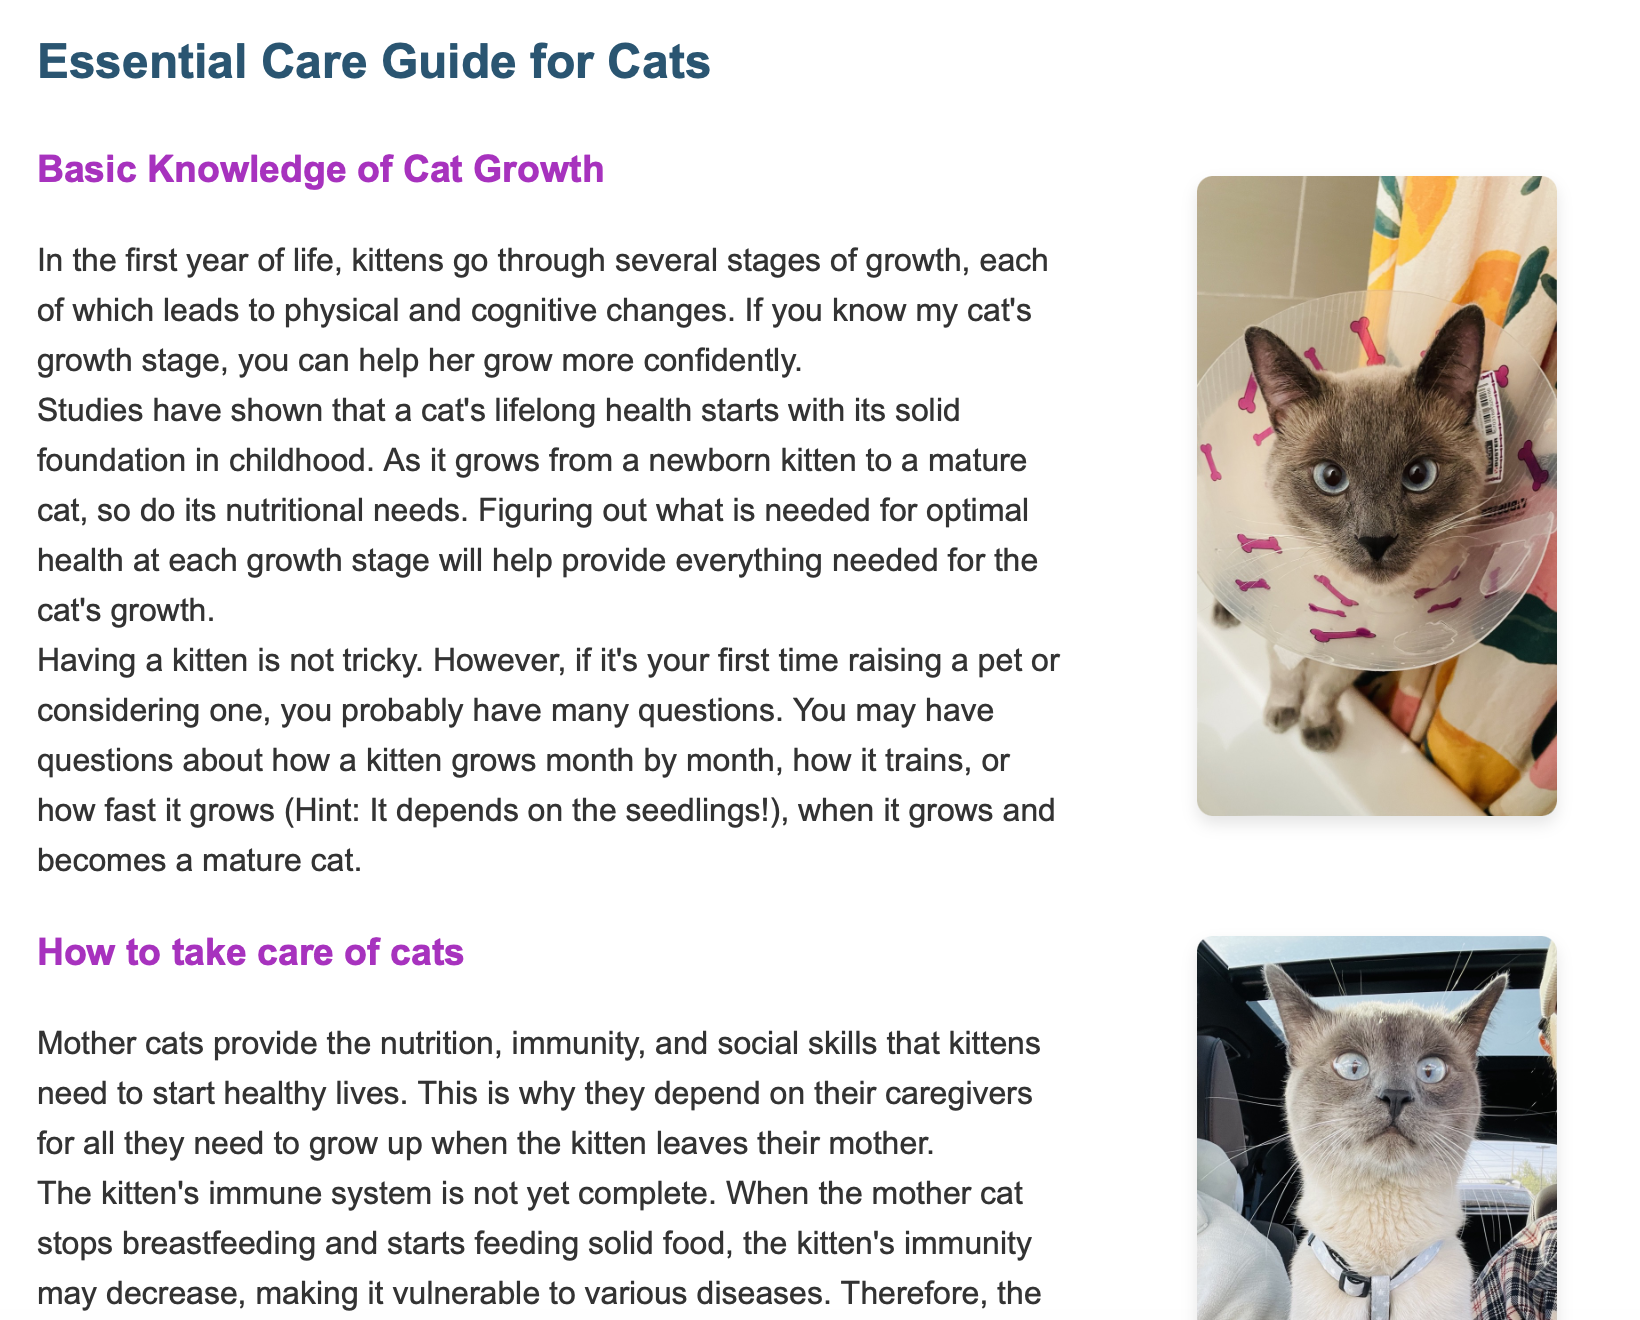 Essential Care Guide for Cats
Basic Knowledge of Cat Growth
In the first year of life, kittens go through several stages of growth, each
of which leads to physical and cognitive changes. If you know my cat's
growth stage, you can help her grow more confidently.
Studies have shown that a cat's lifelong health starts with its solid
foundation in childhood. As it grows from a newborn kitten to a mature
cat, so do its nutritional needs. Figuring out what is needed for optimal
health at each growth stage will help provide everything needed for the
cat's growth.
Having a kitten is not tricky. However, if it's your first time raising a pet or
considering one, you probably have many questions. You may have
questions about how a kitten grows month by month, how it trains, or
how fast it grows (Hint: It depends on the seedlings!), when it grows and
becomes a mature cat.
How to take care of cats
Mother cats provide the nutrition, immunity, and social skills that kittens
need to start healthy lives. This is why they depend on their caregivers
for all they need to grow up when the kitten leaves their mother.
The kitten's immune system is not yet complete. When the mother cat
stops breastfeeding and starts feeding solid food, the kitten's immunity
may decrease, making it vulnerable to various diseases. Therefore, the